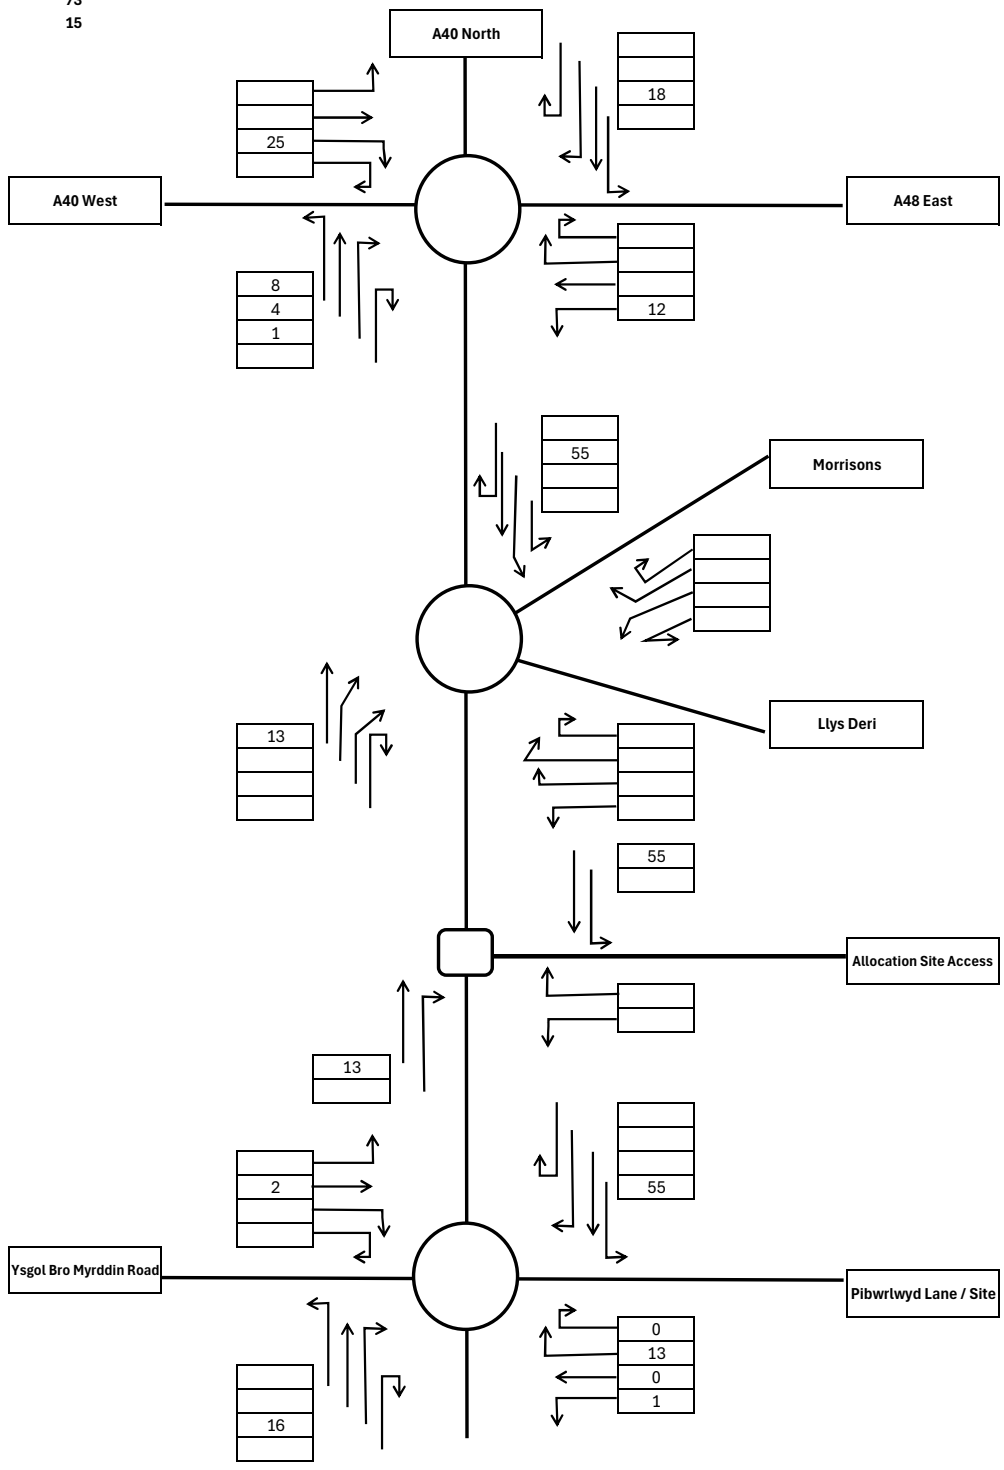 73
15
A40 North
18
25
A40 West
A48 East
8
4
1
12
55
Morrisons
13
Llys Deri
55
Allocation Site Access
13
2
55
Ysgol Bro Myrddin Road
Pibwrlwyd Lane / Site
0
13
0
1
16